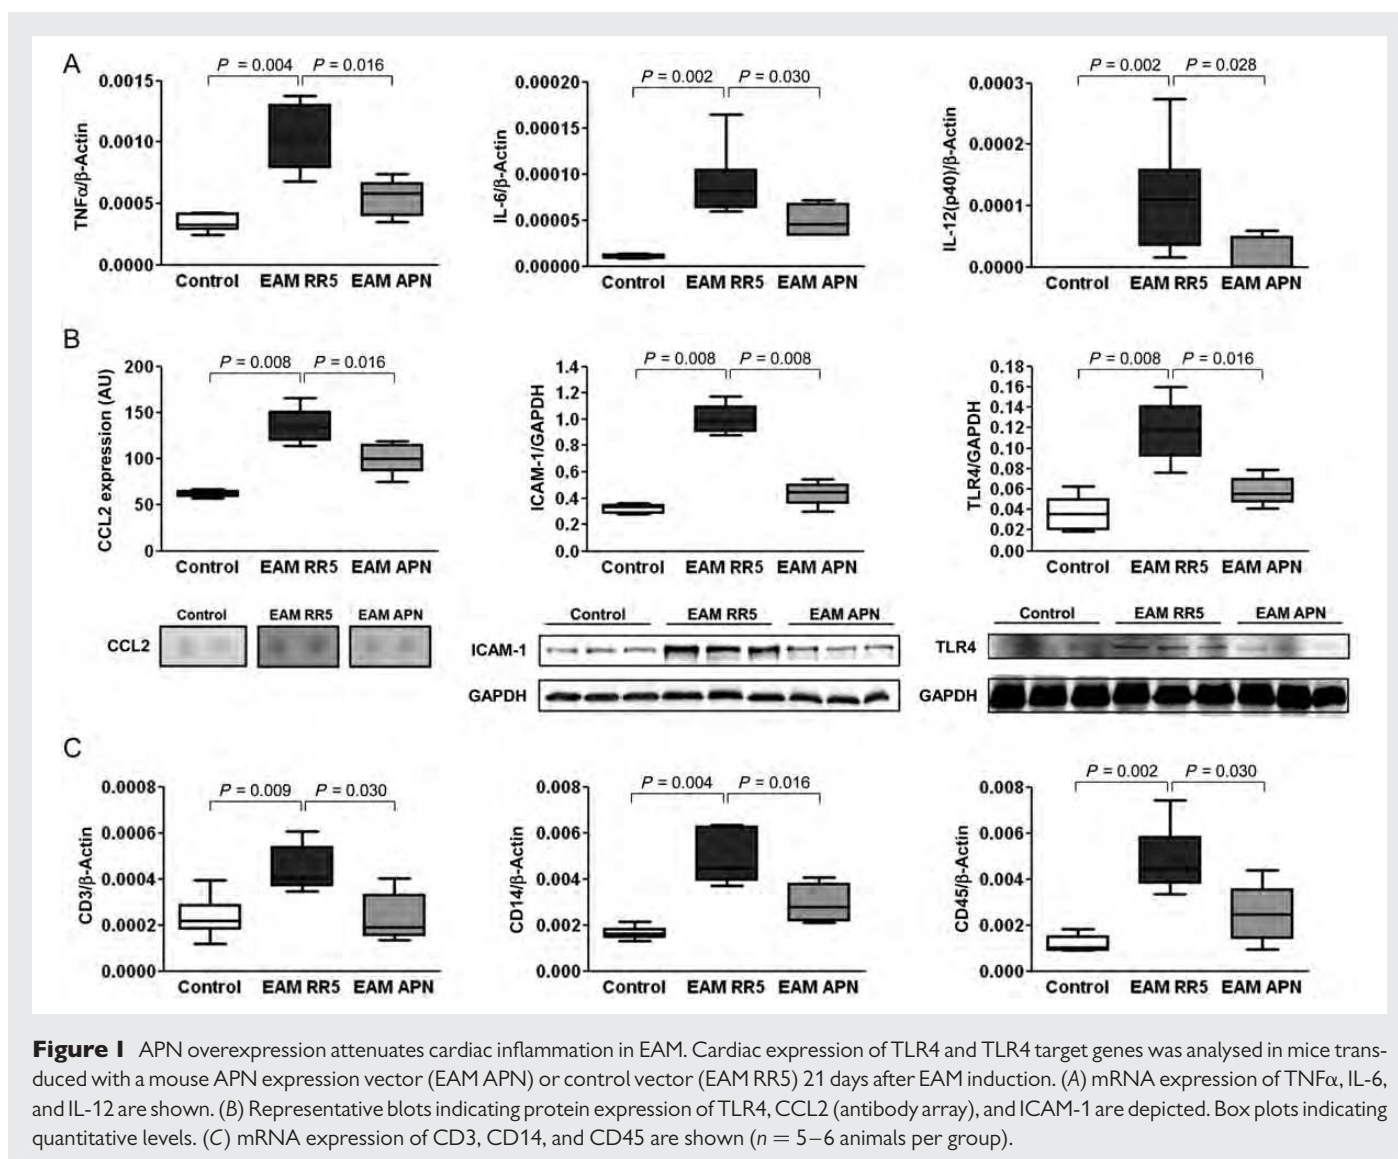 A
P = 0.004 P = 0.016
0.0015
0.0010
0.0005
0.0000
TNFα/β-Actin
Control EAM RR5 EAM APN
P = 0.002 P = 0.030
0.00020
0.00015
0.00010
0.00005
0.00000
IL-6/β-Actin
Control EAM RR5 EAM APN
P = 0.002 P = 0.028
0.0003
0.0002
0.0001
0.0000
IL-12(p40)/β-Actin
Control EAM RR5 EAM APN
B
P = 0.008 P = 0.016
200
150
100
50
0
CCL2 expression (AU)
Control EAM RR5 EAM APN
P = 0.008 P = 0.008
1.4
1.2
1.0
0.8
0.6
0.4
0.2
0.0
ICAM-1/GAPDH
Control EAM RR5 EAM APN
P = 0.008 P = 0.016
0.18
0.16
0.14
0.12
0.10
0.08
0.06
0.04
0.02
0.00
TLR4/GAPDH
Control EAM RR5 EAM APN
Control EAM RR5 EAM APN
CCL2
Control EAM RR5 EAM APN
ICAM-1
GAPDH
Control EAM RR5 EAM APN
TLR4
GAPDH
C
P = 0.009 P = 0.030
0.0008
0.0006
0.0004
0.0002
0.0000
CD3/β-Actin
Control EAM RR5 EAM APN
P = 0.004 P = 0.016
0.008
0.006
0.004
0.002
0.000
CD14/β-Actin
Control EAM RR5 EAM APN
P = 0.002 P = 0.030
0.008
0.006
0.004
0.002
0.000
CD45/β-Actin
Control EAM RR5 EAM APN
Figure 1 APN overexpression attenuates cardiac inflammation in EAM. Cardiac expression of TLR4 and TLR4 target genes was analysed in mice trans-
duced with a mouse APN expression vector (EAM APN) or control vector (EAM RR5) 21 days after EAM induction. (A) mRNA expression of TNFα, IL-6,
and IL-12 are shown. (B) Representative blots indicating protein expression of TLR4, CCL2 (antibody array), and ICAM-1 are depicted. Box plots indicating
quantitative levels. (C) mRNA expression of CD3, CD14, and CD45 are shown (n = 5–6 animals per group).